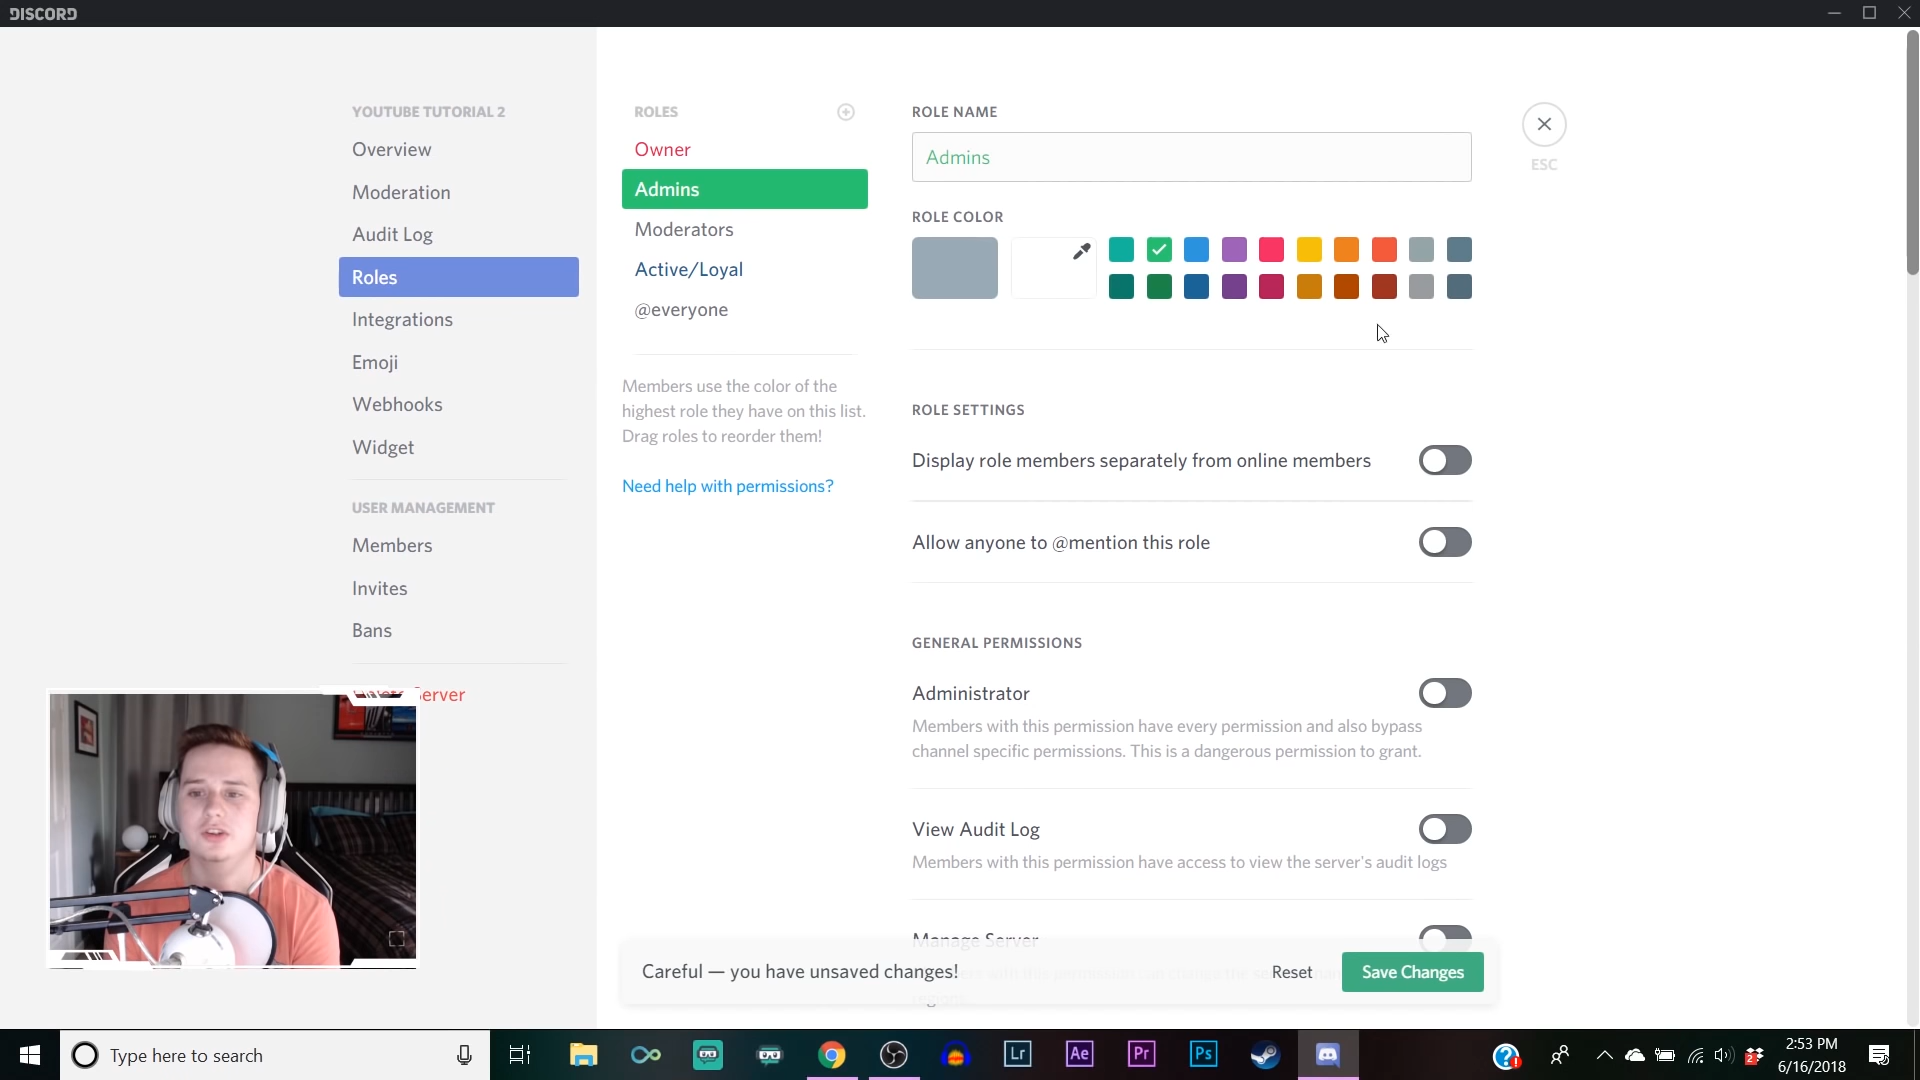 DISCORD
YOUTUBE TUTORIAL 2
Overview
Moderation
Audit Log
Roles
Integrations
Emoji
Webhooks
Widget
USER MANAGEMENT
Members
Invites
Bans
Server
ROLES
Owner
Admins
Moderators
Active/Loyal
@everyone
Members use the color of the
highest role they have on this list.
Drag roles to reorder them!
Need help with permissions?
ROLE NAME
Admins
ROLE COLOR
ESC
ROLE SETTINGS
Display role members separately from online members
Allow anyone to @mention this role
GENERAL PERMISSIONS
Administrator
Members with this permission have every permission and also bypass
channel specific permissions. This is a dangerous permission to grant.
View Audit Log
Members with this permission have access to view the server's audit logs
Manage Server
Careful — you have unsaved changes!
Reset
Save Changes
Type here to search
Lr
Ae
Pr
Ps
2:53 PM
6/16/2018